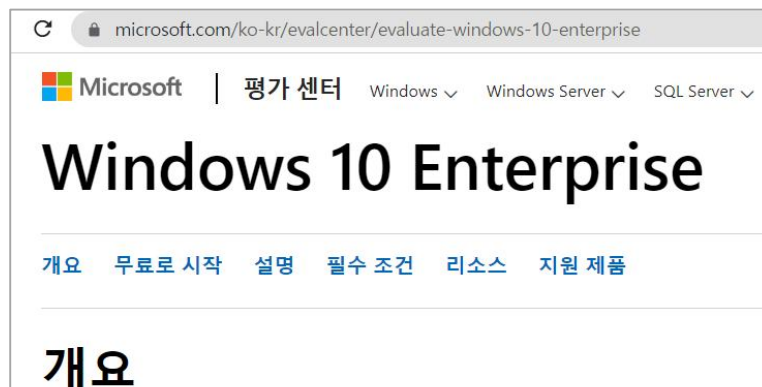 microsoft.com/ko-kr/evalcenter/evaluate-windows-10-enterprise
Microsoft 평가 센터 Windows Windows Server SQL Server
Windows 10 Enterprise
개요 무료로 시작 설명 필수 조건 리소스 지원 제품
개요